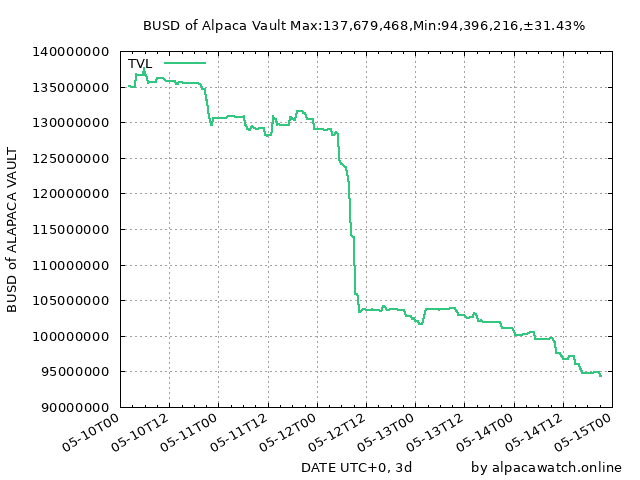 BUSD of Alpaca Vault Max:137,679,468,Min:94,396,216,±31.43%
TVL
140000000
135000000
130000000
125000000
120000000
115000000
110000000
105000000
100000000
95000000
90000000
BUSD of ALAPACA VAULT
05-10T00
05-10T12
05-11T00
05-11T12
05-12T00
05-12T12
05-13T00
05-13T12
05-14T00
05-14T12
05-15T00
DATE UTC+0, 3d
by alpacawatch.online